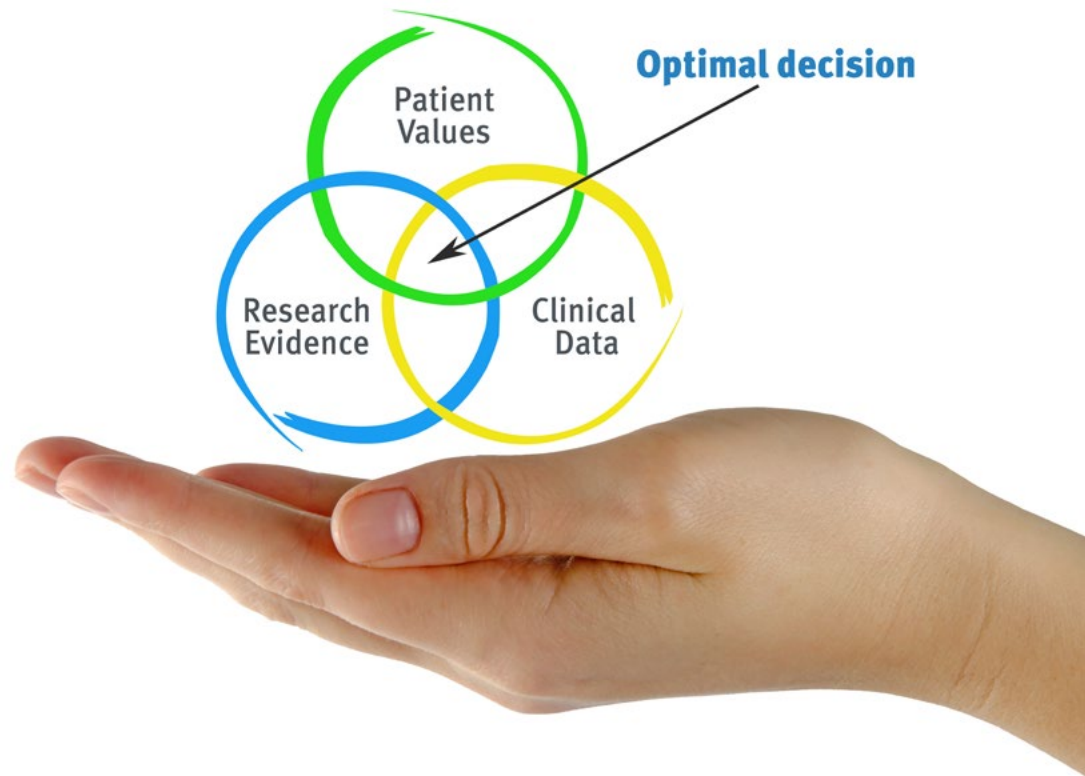 Optimal decision
Patient
Values
Research
Evidence
Clinical
Data